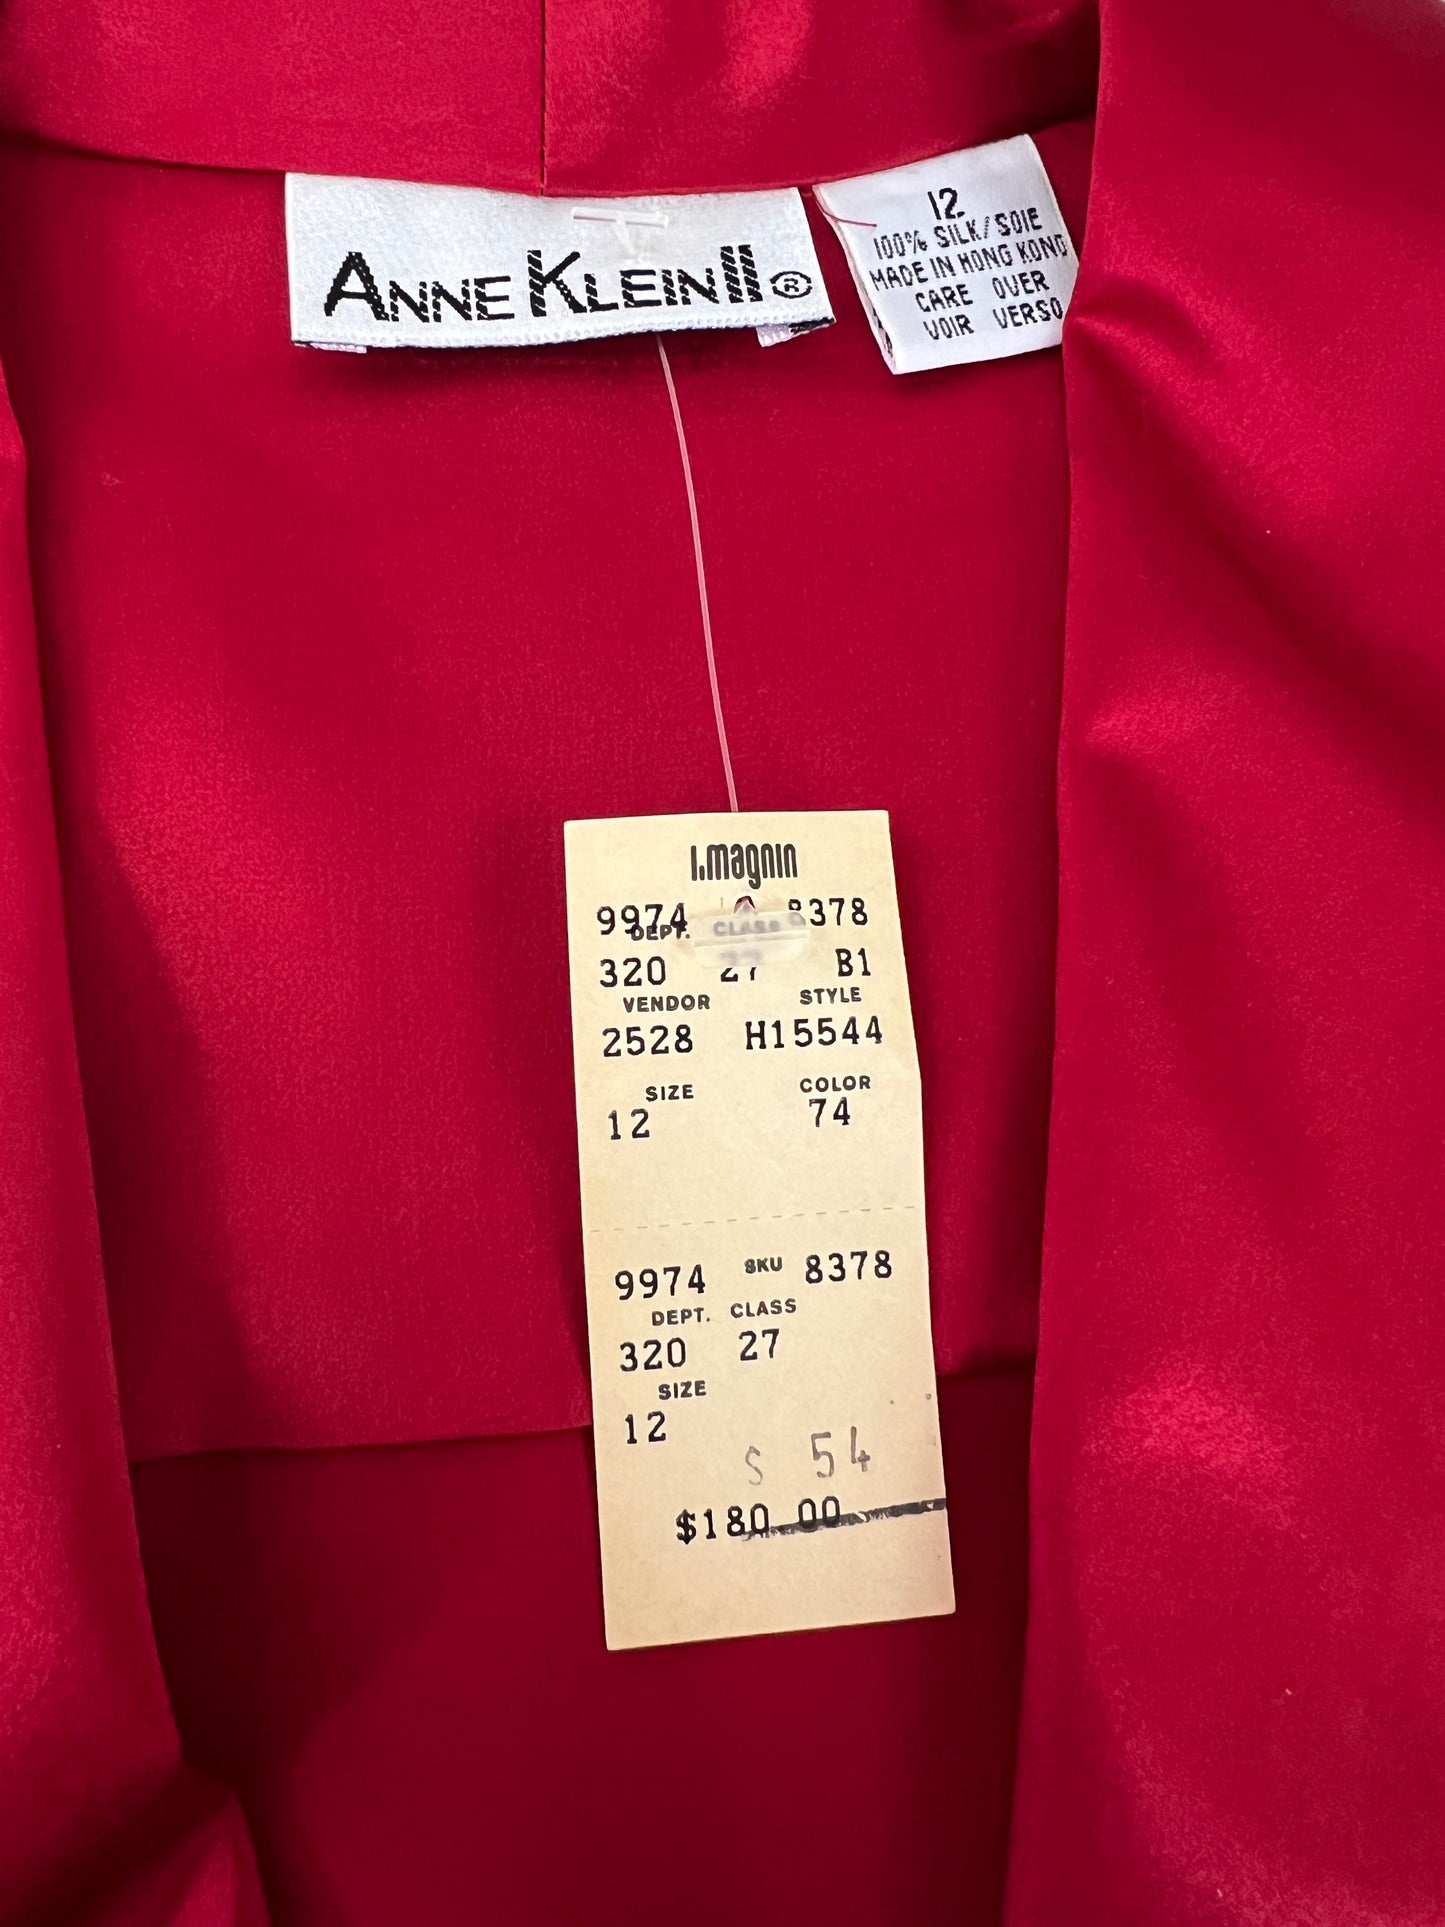 ANNE KLEIN II ®
12
100% SILK/SOIE
MADE IN HONG KONG
CARE OVER
VOIR VERSO
I. magnin
9974 8378
DEPT. CLASS
320 27 B1
VENDOR STYLE
2528 H15544
SIZE COLOR
12 74
9974 SKU 8378
DEPT. CLASS
320 27
SIZE
12
$ 54
$180.00